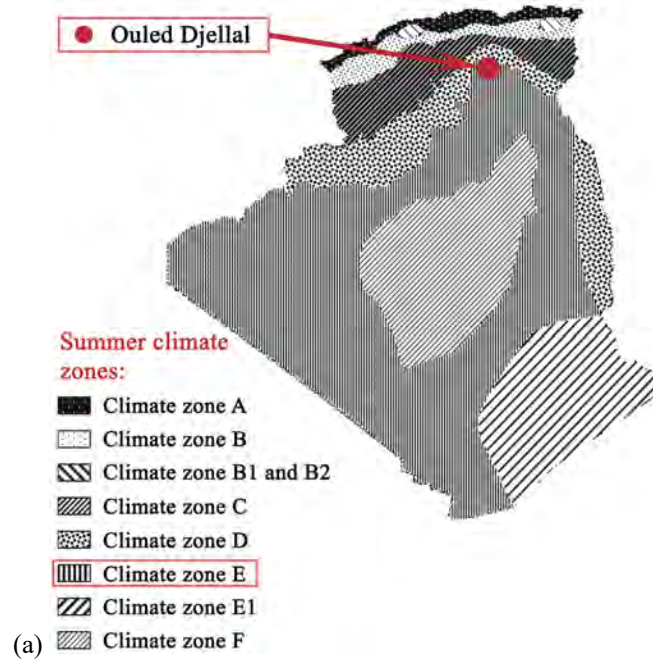 Ouled Djellal
Summer climate
zones:
Climate zone A
Climate zone B
Climate zone B1 and B2
Climate zone C
Climate zone D
Climate zone E
Climate zone E1
Climate zone F
(a)